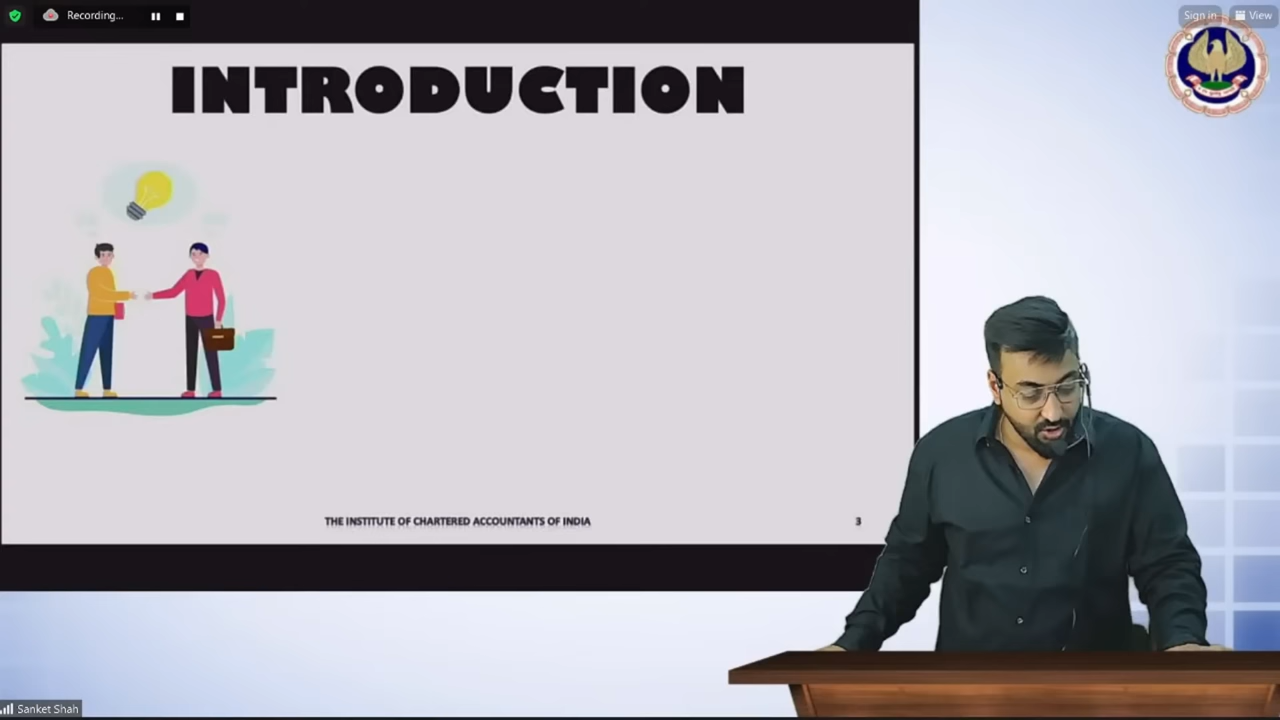 Recording...
Sign in
View
INTRODUCTION
THE INSTITUTE OF CHARTERED ACCOUNTANTS OF INDIA
3
Sanket Shah